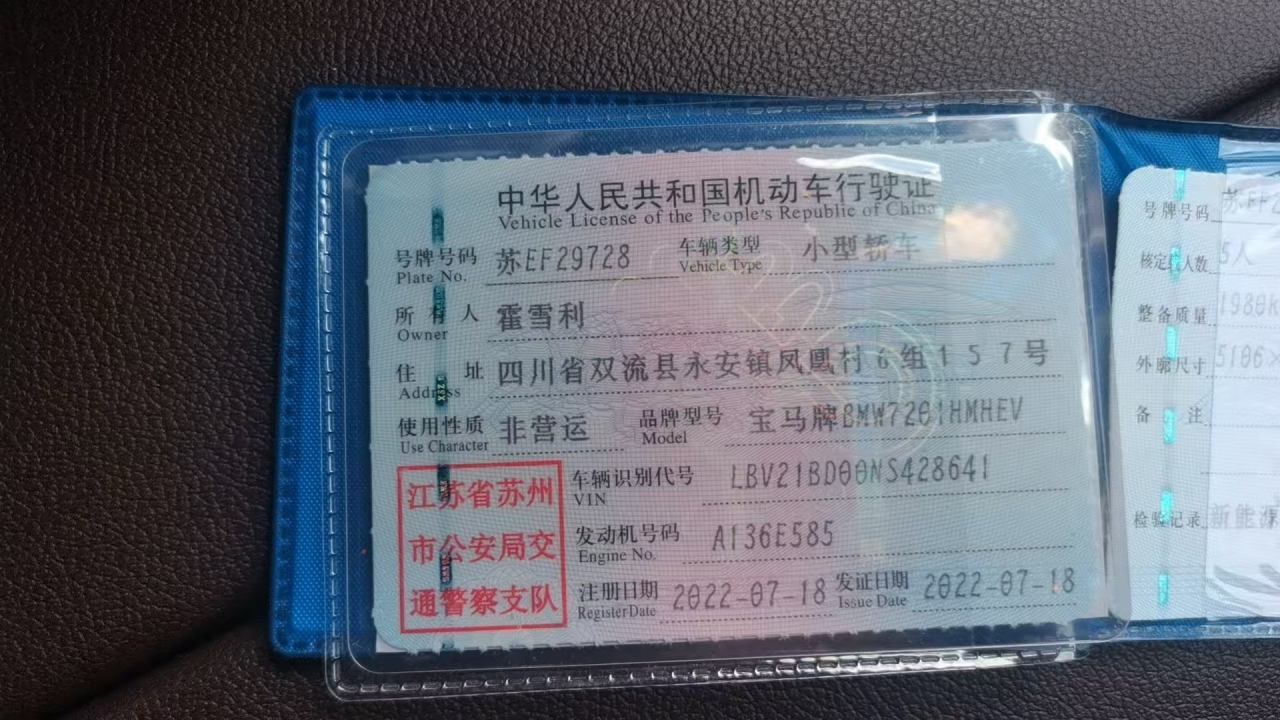 中华人民共和国机动车行驶证
Vehicle License of the People's Republic of China
号牌号码 苏EF29728 车辆类型 小型轿车
Plate No. Vehicle Type
所有人 霍雪利
Owner
住址 四川省双流县永安镇凤凰村6组157号
Address
使用性质 非营运 品牌型号 宝马牌BMW7201HMHEV
Use Character Model
江苏省苏州
市公安局交
通警察支队
车辆识别代号 LBV21BD00NS428641
VIN
发动机号码 A136E585
Engine No.
注册日期 2022-07-18 发证日期 2022-07-18
Register Date Issue Date
号牌号码 苏EF2
核定载人数 5人
整备质量 1980K
外廓尺寸 5106×
备注
检验记录 新能源